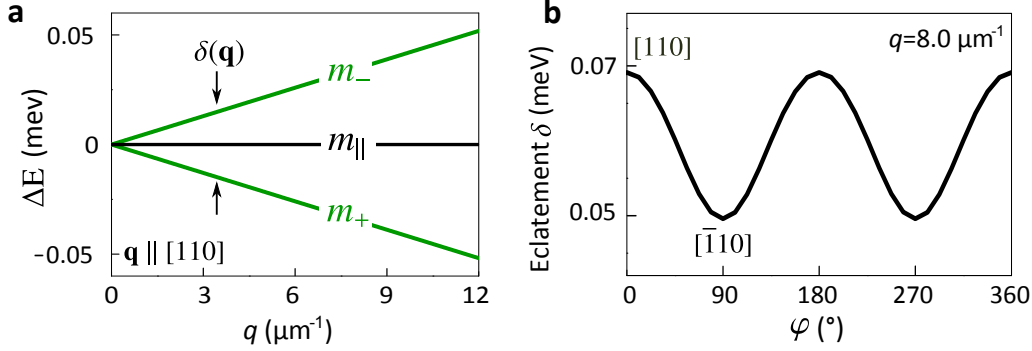 a
0.05
0
-0.05
ΔE (mev)
δ(q)
m₋
m∥
m₊
q ∥ [110]
0 3 6 9 12
q (µm⁻¹)
b
[110]
q=8.0 µm⁻¹
0.07
0.05
Eclatement δ (meV)
[1̅10]
0 90 180 270 360
φ (°)